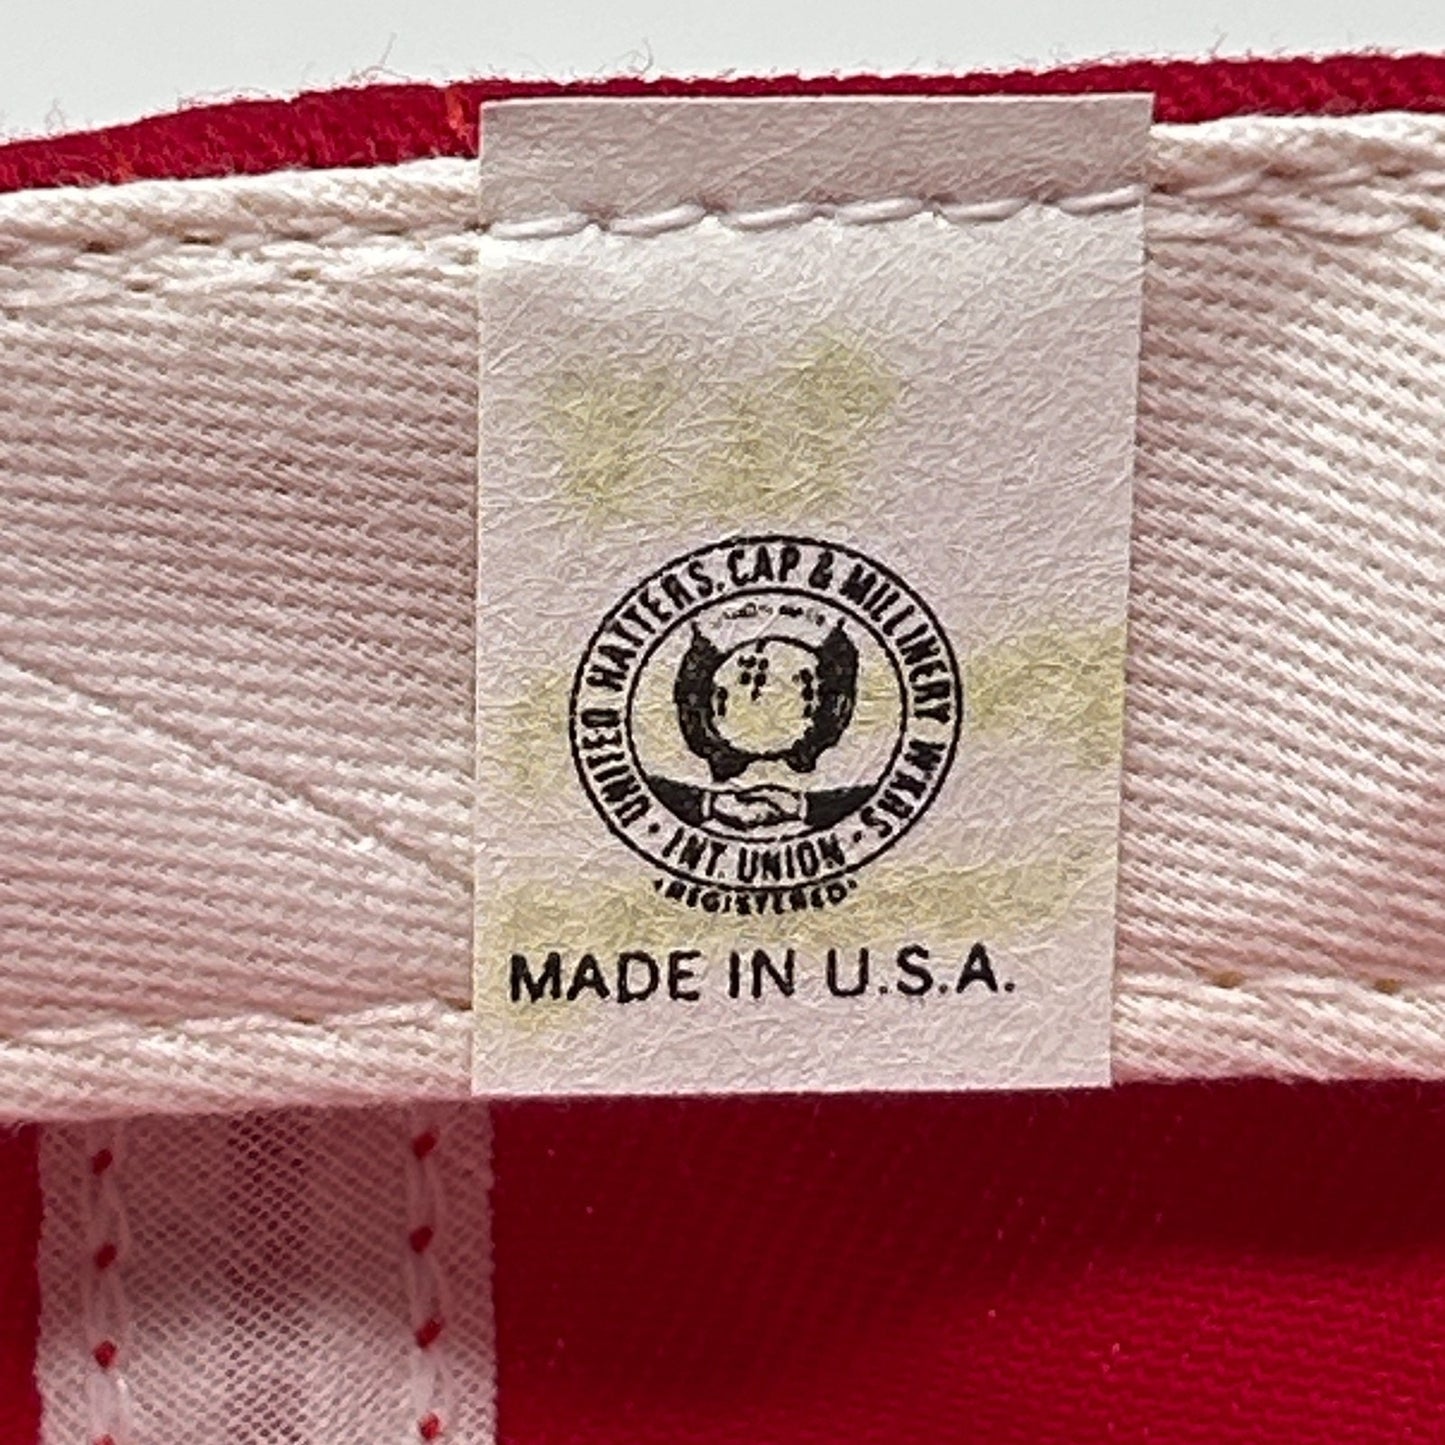 UNITED HATTERS, CAP & MILLINERY WKRS
• INT. UNION •
• REGISTERED •
MADE IN U.S.A.